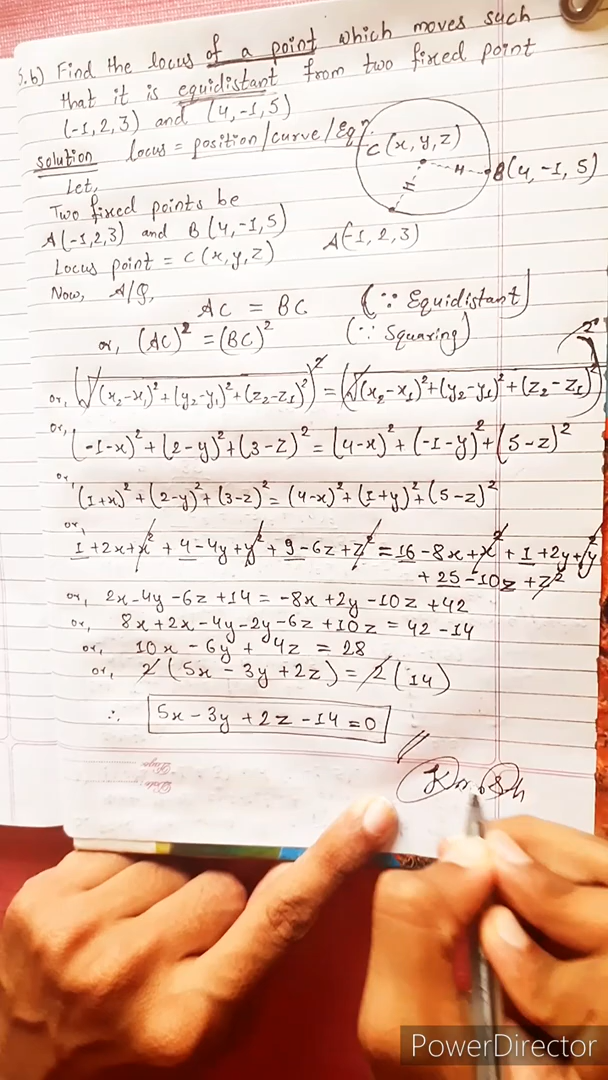 5.b) Find the locus of a point which moves such
that it is equidistant from two fixed point
(-1,2,3) and (4,-1,5)
solution locus = position/curve/Eqⁿ.
C(x,y,z)
B(4,-1,5)
A(-1,2,3)
Let,
Two fixed points be
A(-1,2,3) and B(4,-1,5)
Locus point = C(x,y,z)
Now, A/Q,
AC = BC (∵ Equidistant)
or, (AC)² = (BC)² (∵ Squaring)
or, (√(x₂-x₁)²+(y₂-y₁)²+(z₂-z₁)²)² = (√(x₂-x₁)²+(y₂-y₁)²+(z₂-z₁)²)²
or, (-1-x)²+(2-y)²+(3-z)² = (4-x)²+(-1-y)²+(5-z)²
or, (1+x)²+(2-y)²+(3-z)² = (4-x)²+(1+y)²+(5-z)²
or, 1+2x+x²+4-4y+y²+9-6z+z² = 16-8x+x²+1+2y+y²
+25-10z+z²
or, 2x-4y-6z+14 = -8x+2y-10z+42
or, 8x+2x-4y-2y-6z+10z = 42-14
or, 10x-6y+4z = 28
or, 2(5x-3y+2z) = 2(14)
∴ 5x-3y+2z-14=0
PowerDirector